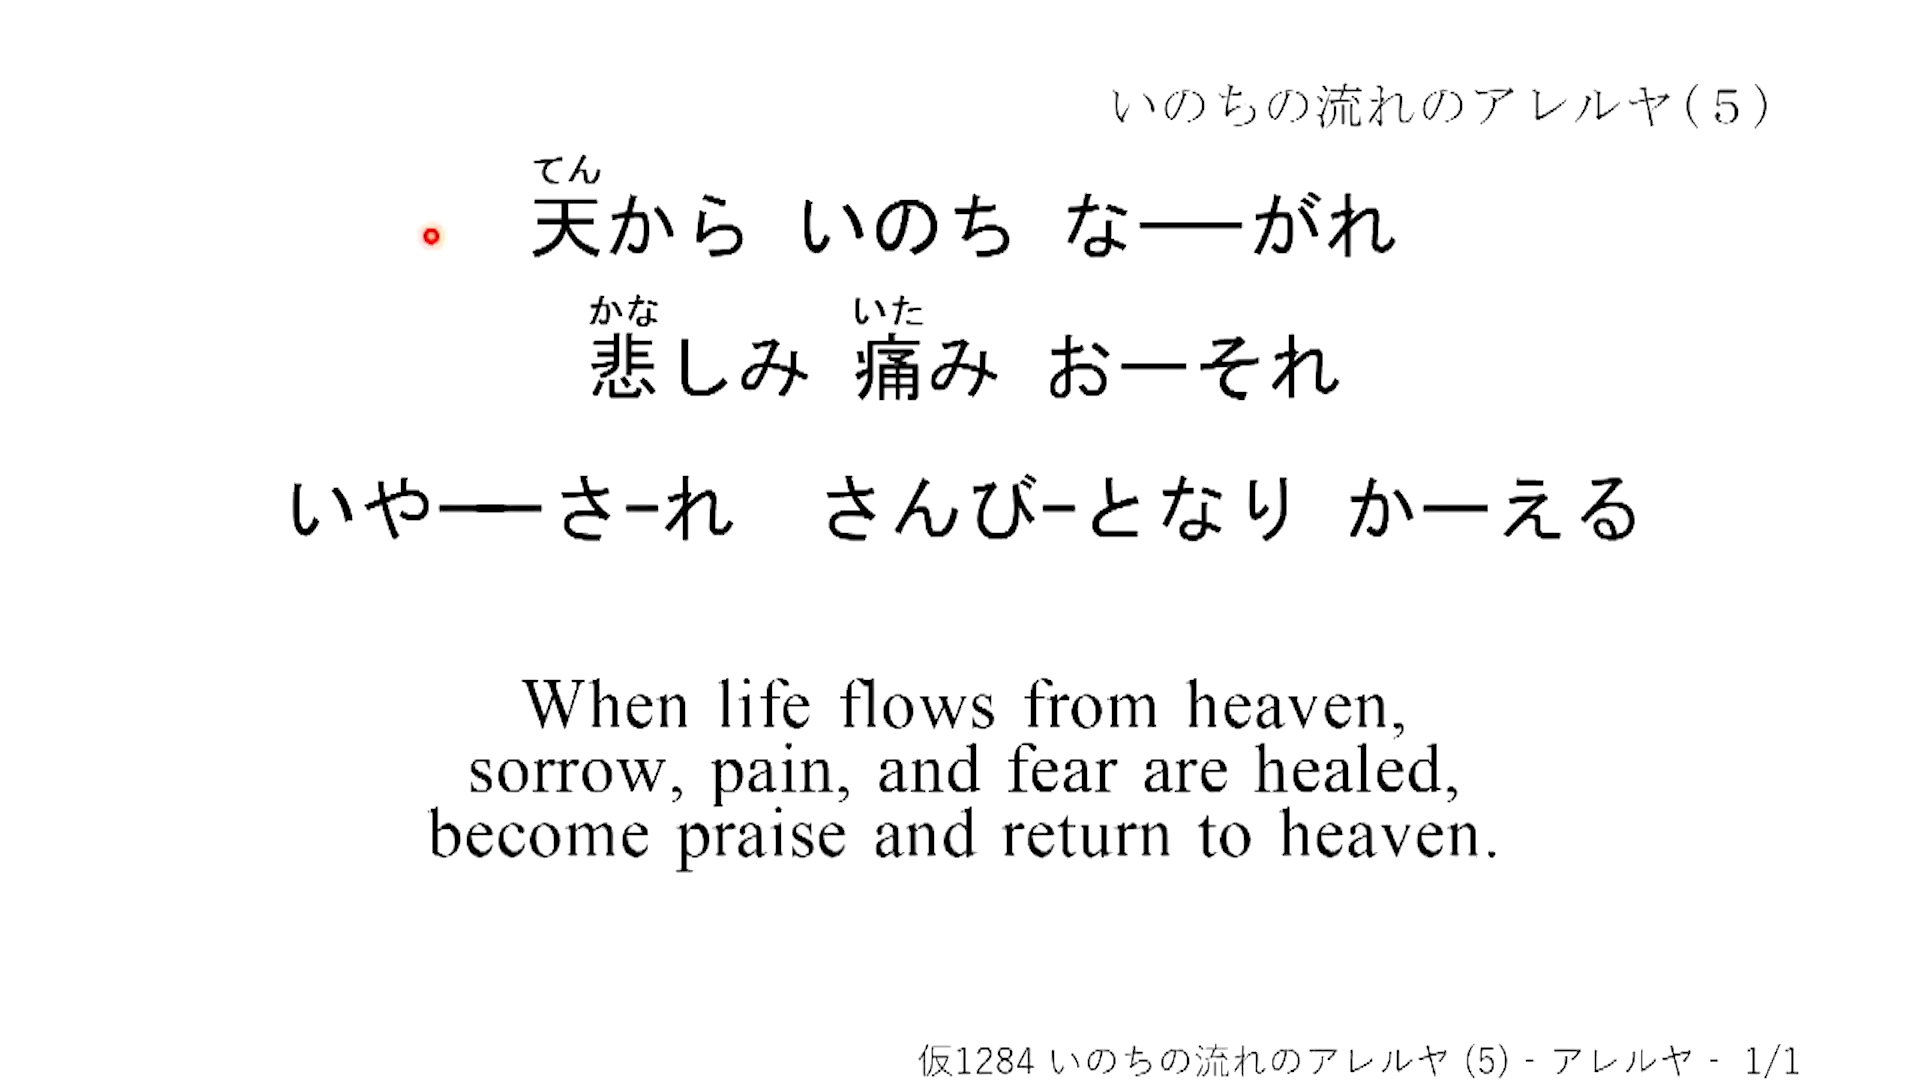 いのちの流れのアレルヤ(５)
てん
天から いのち な──がれ
かな いた
悲しみ 痛み お─それ
いや──さ-れ さんび-となり か─える
When life flows from heaven,
sorrow, pain, and fear are healed,
become praise and return to heaven.
仮1284 いのちの流れのアレルヤ (5) - アレルヤ - 1/1